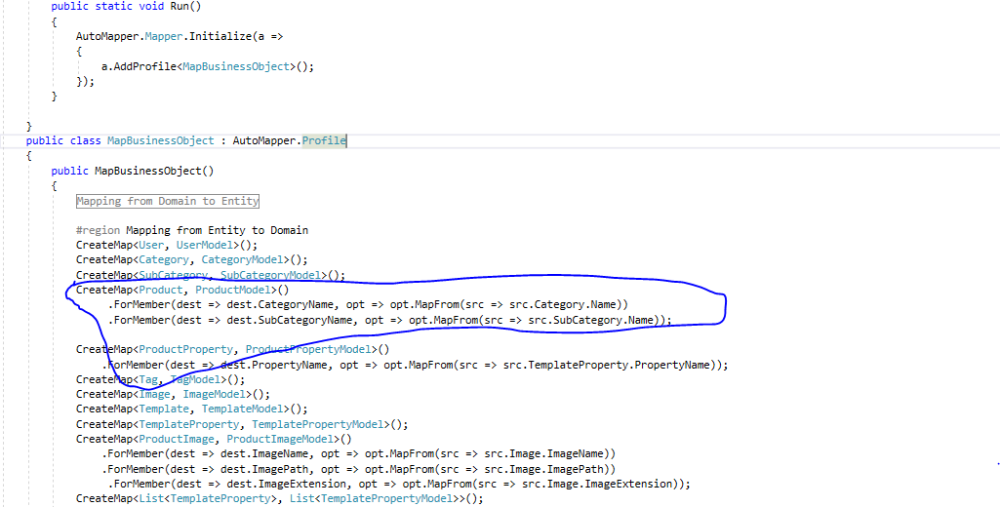 public static void Run()
{
AutoMapper.Mapper.Initialize(a =>
{
a.AddProfile<MapBusinessObject>();
});
}
}
public class MapBusinessObject : AutoMapper.Profile
{
public MapBusinessObject()
{
Mapping from Domain to Entity
#region Mapping from Entity to Domain
CreateMap<User, UserModel>();
CreateMap<Category, CategoryModel>();
CreateMap<SubCategory, SubCategoryModel>();
CreateMap<Product, ProductModel>()
.ForMember(dest => dest.CategoryName, opt => opt.MapFrom(src => src.Category.Name))
.ForMember(dest => dest.SubCategoryName, opt => opt.MapFrom(src => src.SubCategory.Name));
CreateMap<ProductProperty, ProductPropertyModel>()
.ForMember(dest => dest.PropertyName, opt => opt.MapFrom(src => src.TemplateProperty.PropertyName));
CreateMap<Tag, TagModel>();
CreateMap<Image, ImageModel>();
CreateMap<Template, TemplateModel>();
CreateMap<TemplateProperty, TemplatePropertyModel>();
CreateMap<ProductImage, ProductImageModel>()
.ForMember(dest => dest.ImageName, opt => opt.MapFrom(src => src.Image.ImageName))
.ForMember(dest => dest.ImagePath, opt => opt.MapFrom(src => src.Image.ImagePath))
.ForMember(dest => dest.ImageExtension, opt => opt.MapFrom(src => src.Image.ImageExtension));
CreateMap<List<TemplateProperty>, List<TemplatePropertyModel>>();